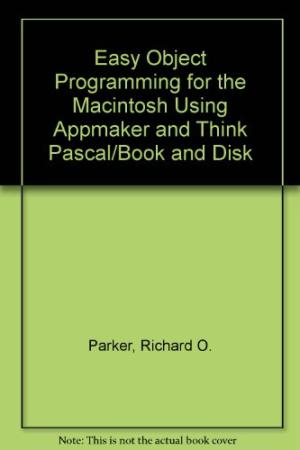 Easy Object
Programming for the
Macintosh Using
Appmaker and Think
Pascal/Book and Disk
Parker, Richard O.
Note: This is not the actual book cover